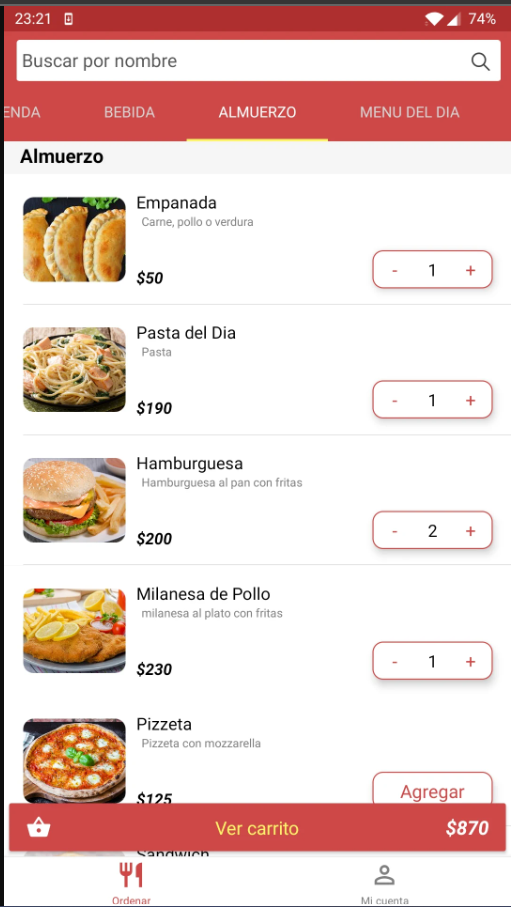 23:21 74%
Buscar por nombre
ENDA BEBIDA ALMUERZO MENU DEL DIA
Almuerzo
Empanada
Carne, pollo o verdura
$50 - 1 +
Pasta del Dia
Pasta
$190 - 1 +
Hamburguesa
Hamburguesa al pan con fritas
$200 - 2 +
Milanesa de Pollo
milanesa al plato con fritas
$230 - 1 +
Pizzeta
Pizzeta con mozzarella
$125 Agregar
Ver carrito $870
Sandwich
Ordenar Mi cuenta